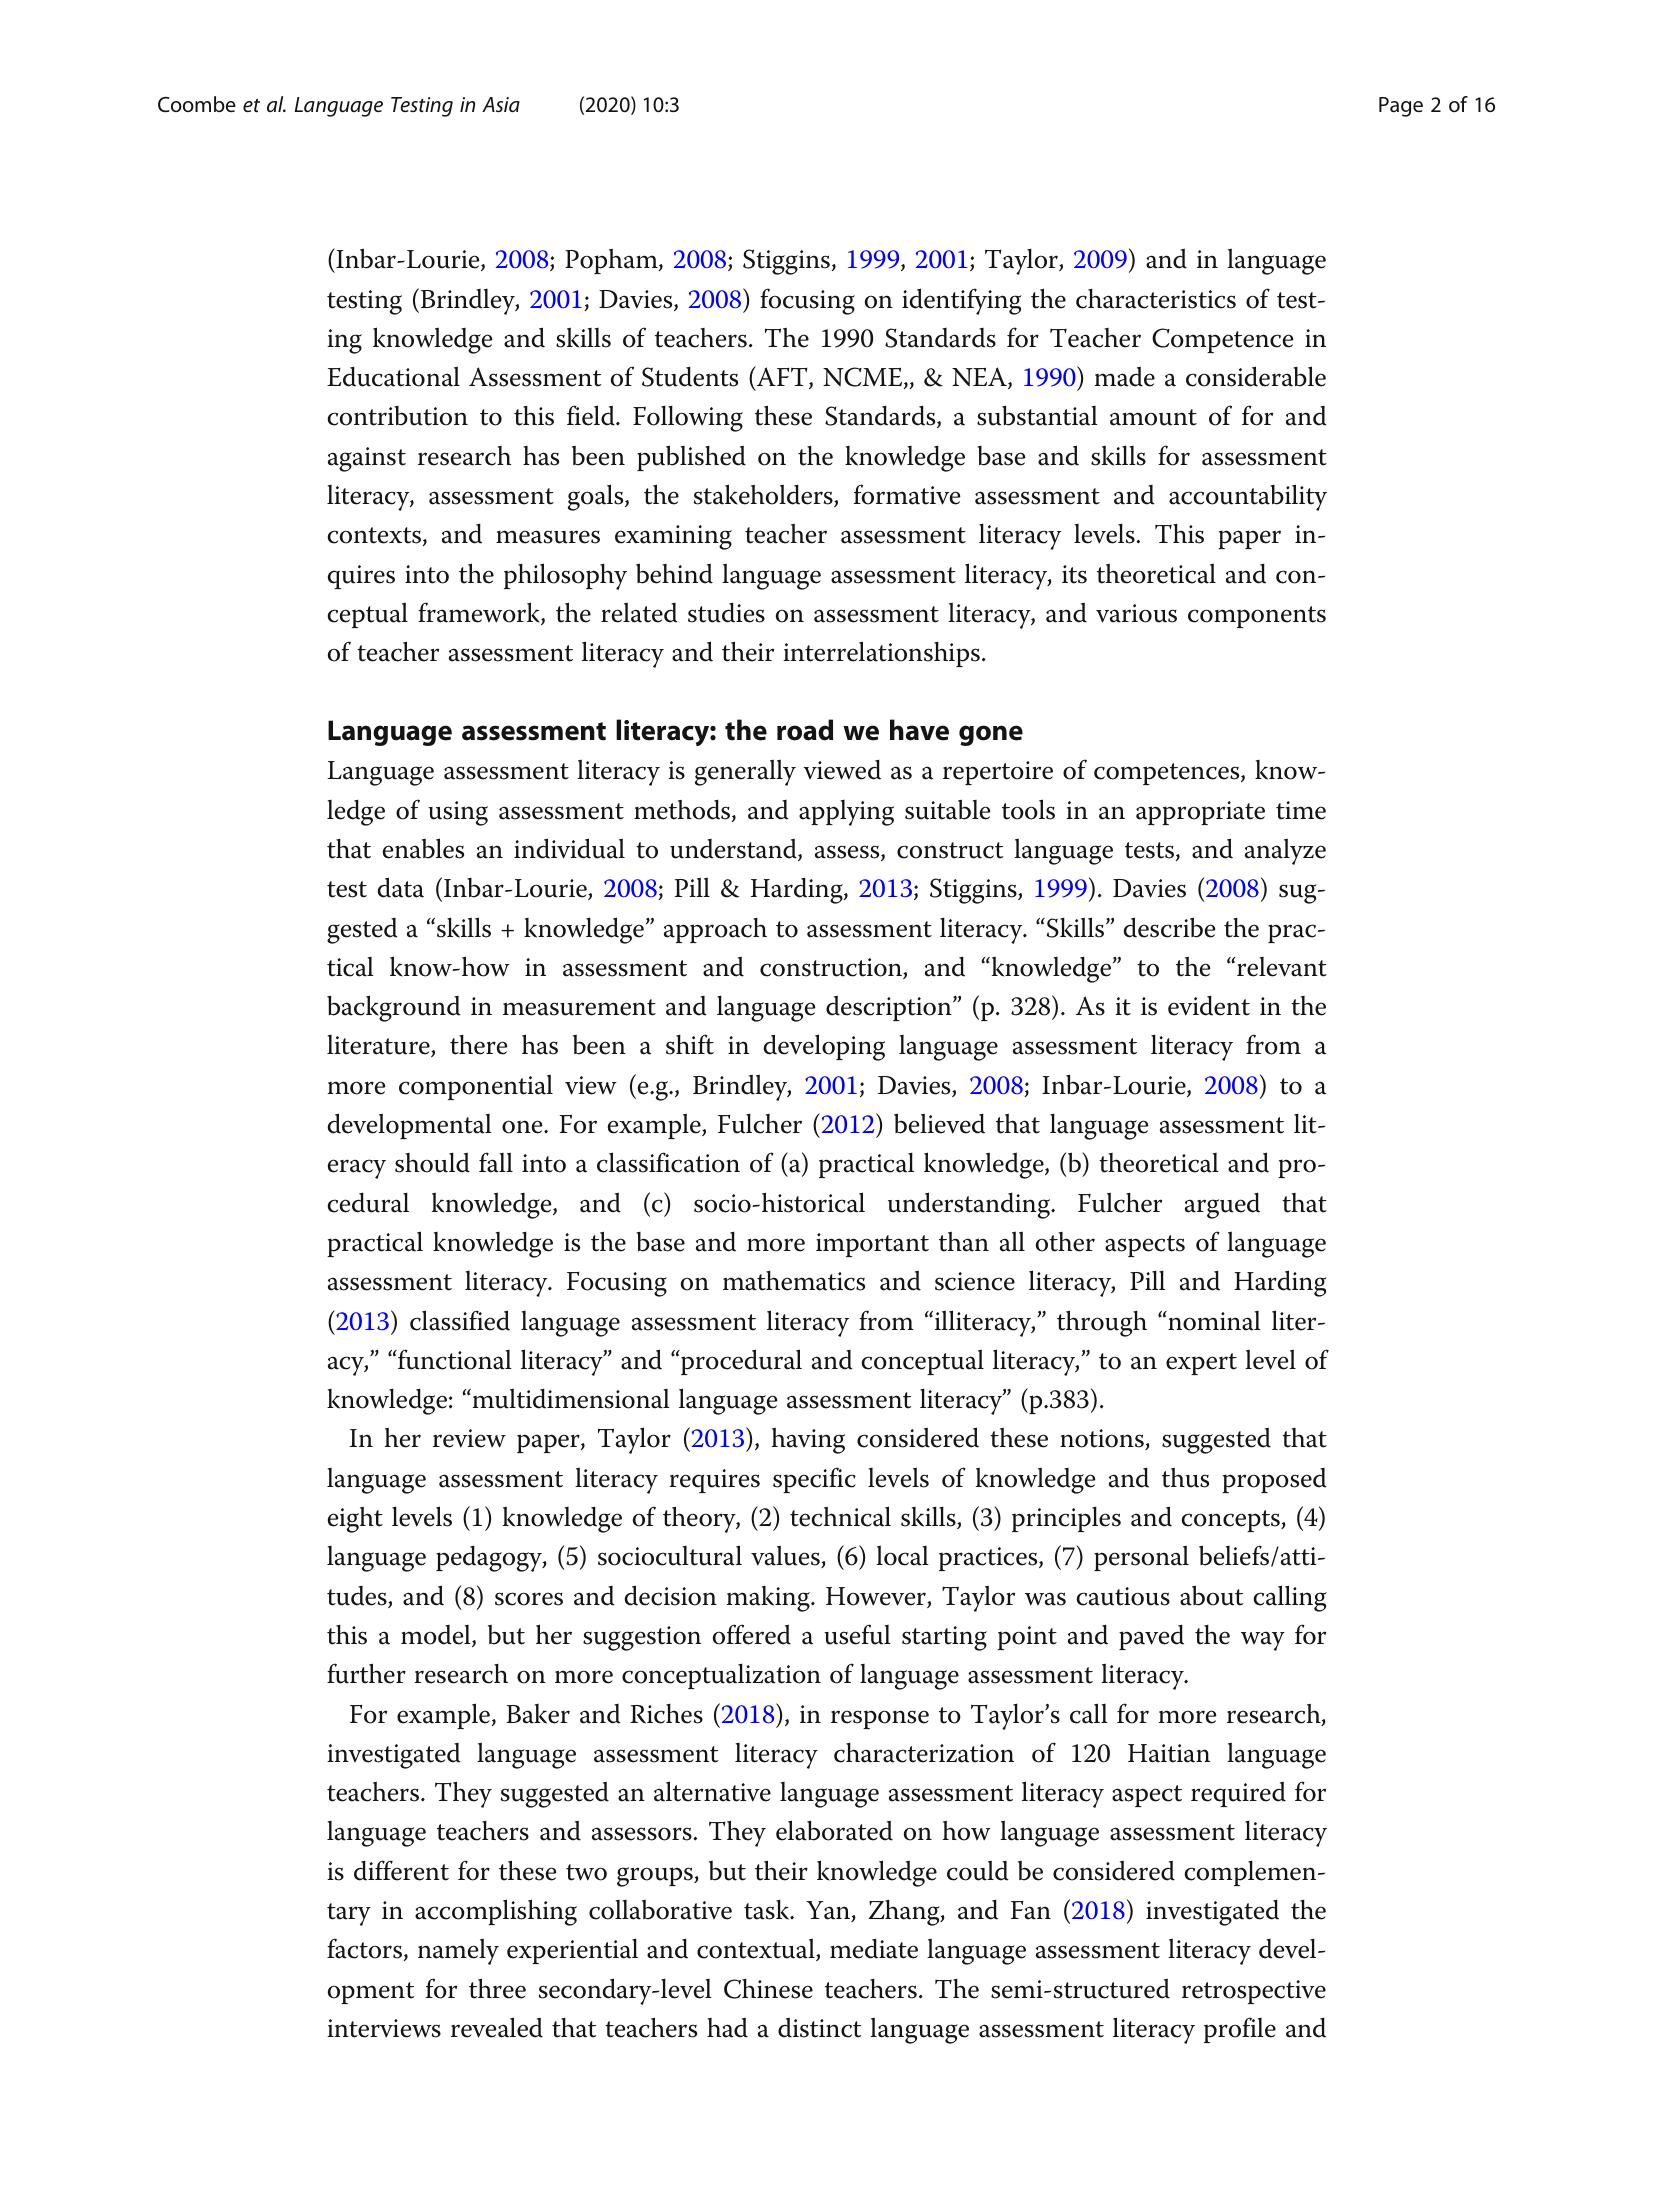 Coombe et al. Language Testing in Asia (2020) 10:3 Page 2 of 16
(Inbar-Lourie, 2008; Popham, 2008; Stiggins, 1999, 2001; Taylor, 2009) and in language
testing (Brindley, 2001; Davies, 2008) focusing on identifying the characteristics of test-
ing knowledge and skills of teachers. The 1990 Standards for Teacher Competence in
Educational Assessment of Students (AFT, NCME,, & NEA, 1990) made a considerable
contribution to this field. Following these Standards, a substantial amount of for and
against research has been published on the knowledge base and skills for assessment
literacy, assessment goals, the stakeholders, formative assessment and accountability
contexts, and measures examining teacher assessment literacy levels. This paper in-
quires into the philosophy behind language assessment literacy, its theoretical and con-
ceptual framework, the related studies on assessment literacy, and various components
of teacher assessment literacy and their interrelationships.
Language assessment literacy: the road we have gone
Language assessment literacy is generally viewed as a repertoire of competences, know-
ledge of using assessment methods, and applying suitable tools in an appropriate time
that enables an individual to understand, assess, construct language tests, and analyze
test data (Inbar-Lourie, 2008; Pill & Harding, 2013; Stiggins, 1999). Davies (2008) sug-
gested a “skills + knowledge” approach to assessment literacy. “Skills” describe the prac-
tical know-how in assessment and construction, and “knowledge” to the “relevant
background in measurement and language description” (p. 328). As it is evident in the
literature, there has been a shift in developing language assessment literacy from a
more componential view (e.g., Brindley, 2001; Davies, 2008; Inbar-Lourie, 2008) to a
developmental one. For example, Fulcher (2012) believed that language assessment lit-
eracy should fall into a classification of (a) practical knowledge, (b) theoretical and pro-
cedural knowledge, and (c) socio-historical understanding. Fulcher argued that
practical knowledge is the base and more important than all other aspects of language
assessment literacy. Focusing on mathematics and science literacy, Pill and Harding
(2013) classified language assessment literacy from “illiteracy,” through “nominal liter-
acy,” “functional literacy” and “procedural and conceptual literacy,” to an expert level of
knowledge: “multidimensional language assessment literacy” (p.383).
In her review paper, Taylor (2013), having considered these notions, suggested that
language assessment literacy requires specific levels of knowledge and thus proposed
eight levels (1) knowledge of theory, (2) technical skills, (3) principles and concepts, (4)
language pedagogy, (5) sociocultural values, (6) local practices, (7) personal beliefs/atti-
tudes, and (8) scores and decision making. However, Taylor was cautious about calling
this a model, but her suggestion offered a useful starting point and paved the way for
further research on more conceptualization of language assessment literacy.
For example, Baker and Riches (2018), in response to Taylor’s call for more research,
investigated language assessment literacy characterization of 120 Haitian language
teachers. They suggested an alternative language assessment literacy aspect required for
language teachers and assessors. They elaborated on how language assessment literacy
is different for these two groups, but their knowledge could be considered complemen-
tary in accomplishing collaborative task. Yan, Zhang, and Fan (2018) investigated the
factors, namely experiential and contextual, mediate language assessment literacy devel-
opment for three secondary-level Chinese teachers. The semi-structured retrospective
interviews revealed that teachers had a distinct language assessment literacy profile and